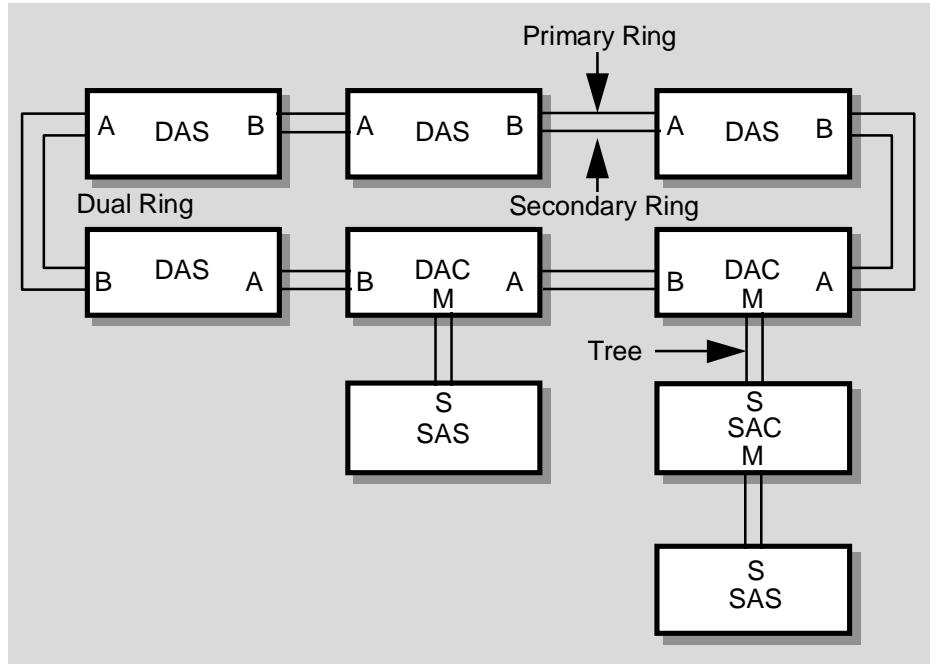 Primary Ring
A DAS B
A DAS B
A DAS B
Dual Ring
Secondary Ring
B DAS A
B DAC A
M
B DAC A
M
Tree
S
SAS
S
SAC
M
S
SAS